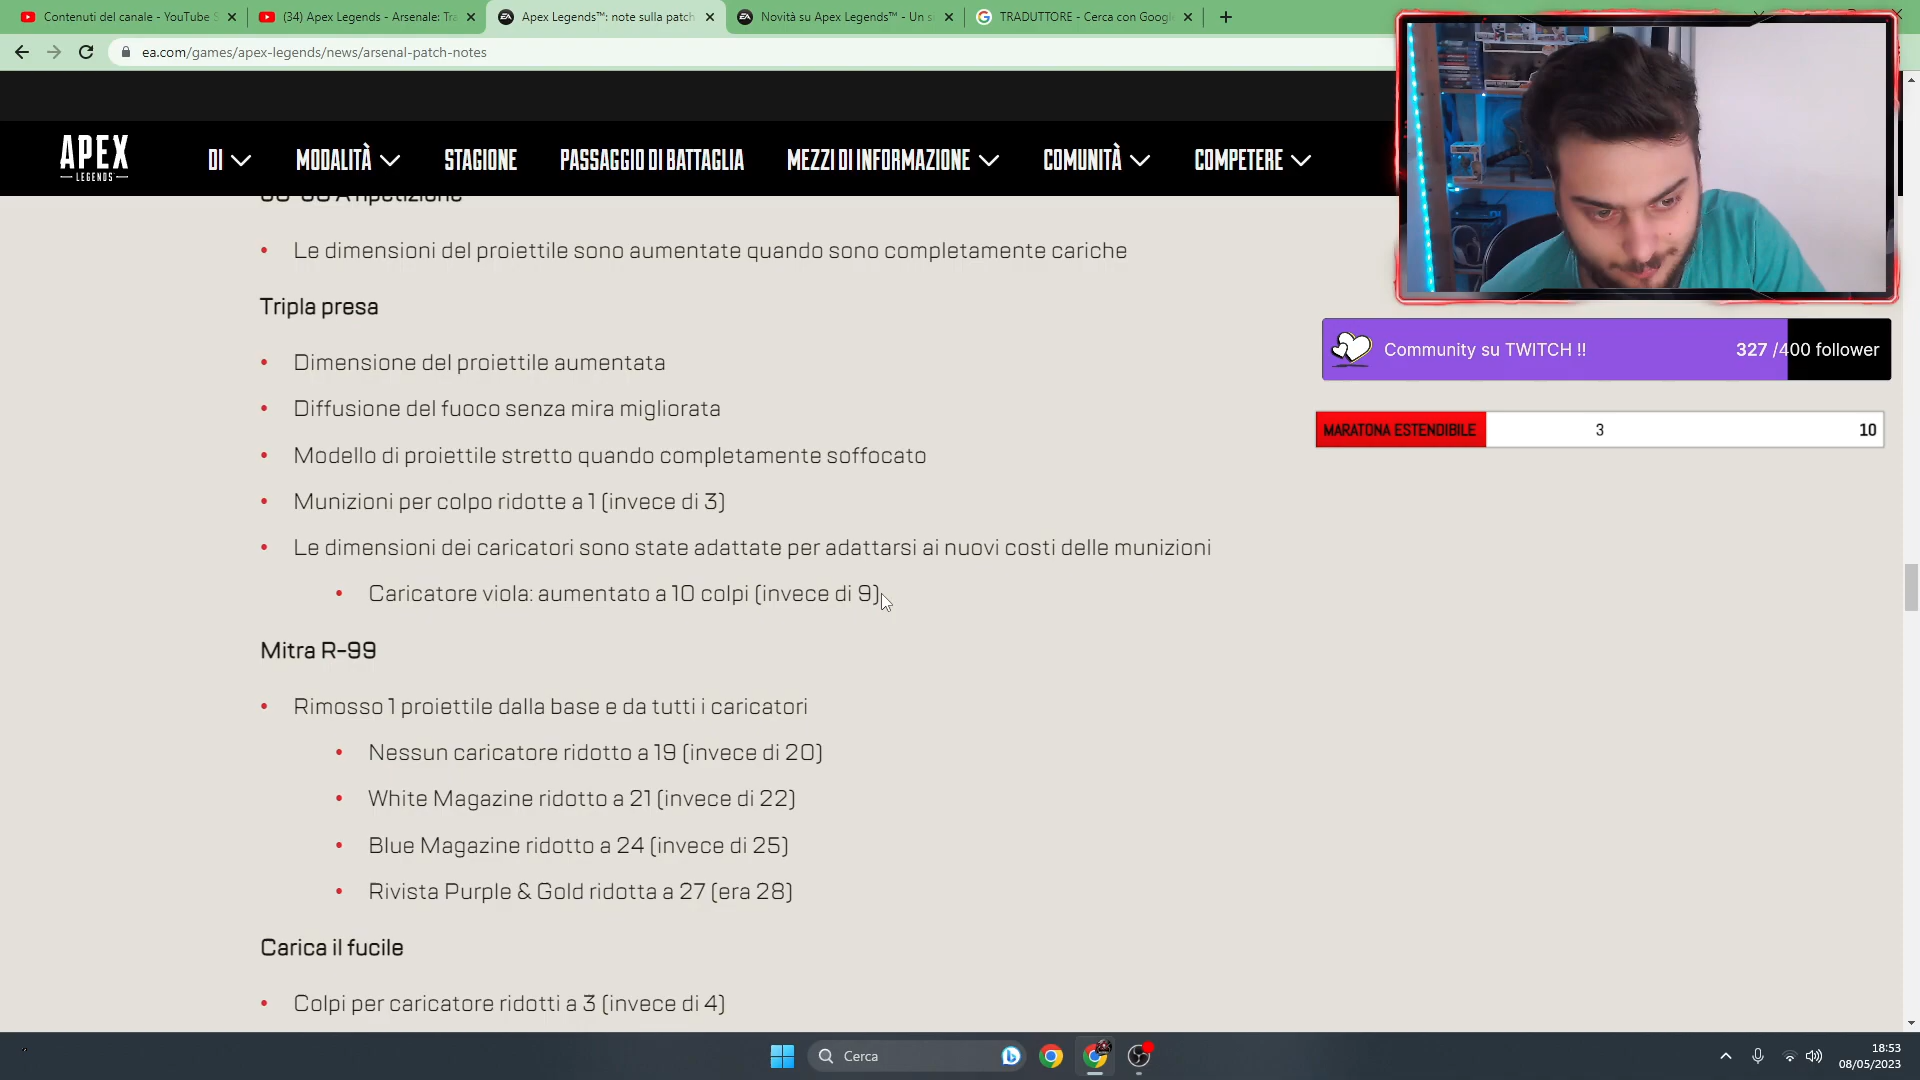 Contenuti del canale - YouTube S
(34) Apex Legends - Arsenale: Tra
Apex Legends™: note sulla patch
Novità su Apex Legends™ - Un s
TRADUTTORE - Cerca con Google
ea.com/games/apex-legends/news/arsenal-patch-notes
APEX
LEGENDS
DI
MODALITÀ
STAGIONE
PASSAGGIO DI BATTAGLIA
MEZZI DI INFORMAZIONE
COMUNITÀ
COMPETERE
A ripetizione
Le dimensioni del proiettile sono aumentate quando sono completamente cariche
Tripla presa
Dimensione del proiettile aumentata
Diffusione del fuoco senza mira migliorata
Modello di proiettile stretto quando completamente soffocato
Munizioni per colpo ridotte a 1 (invece di 3)
Le dimensioni dei caricatori sono state adattate per adattarsi ai nuovi costi delle munizioni
Caricatore viola: aumentato a 10 colpi (invece di 9)
Mitra R-99
Rimosso 1 proiettile dalla base e da tutti i caricatori
Nessun caricatore ridotto a 19 (invece di 20)
White Magazine ridotto a 21 (invece di 22)
Blue Magazine ridotto a 24 (invece di 25)
Rivista Purple & Gold ridotta a 27 (era 28)
Carica il fucile
Colpi per caricatore ridotti a 3 (invece di 4)
Community su TWITCH !!
327 /400 follower
MARATONA ESTENDIBILE
3
10
Cerca
18:53
08/05/2023